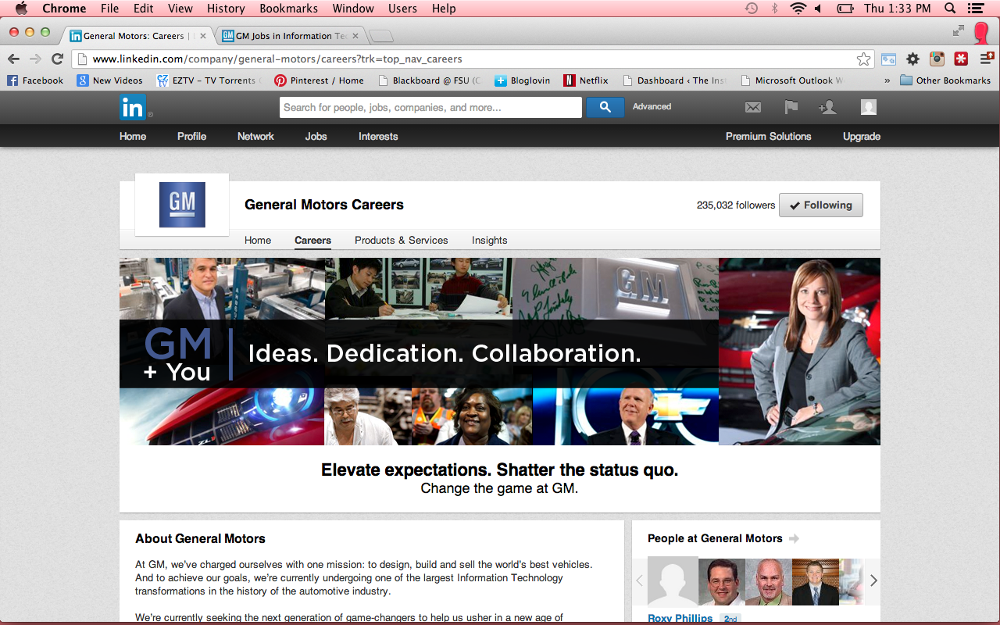 Chrome File Edit View History Bookmarks Window Users Help Thu 1:33 PM
General Motors: Careers | GM Jobs in Information Te
www.linkedin.com/company/general-motors/careers?trk=top_nav_careers
Facebook New Videos EZTV - TV Torrents Pinterest / Home Blackboard @ FSU (C Bloglovin Netflix Dashboard ‹ The Inst Microsoft Outlook W » Other Bookmarks
in® Search for people, jobs, companies, and more... Advanced
Home Profile Network Jobs Interests Premium Solutions Upgrade
GM
General Motors Careers 235,032 followers Following
Home Careers Products & Services Insights
GM
GM
+ You
Ideas. Dedication. Collaboration.
ZL1
Elevate expectations. Shatter the status quo.
Change the game at GM.
About General Motors
At GM, we've charged ourselves with one mission: to design, build and sell the world's best vehicles.
And to achieve our goals, we're currently undergoing one of the largest Information Technology
transformations in the history of the automotive industry.
We're currently seeking the next generation of game-changers to help us usher in a new age of
People at General Motors
Roxy Phillips 2nd